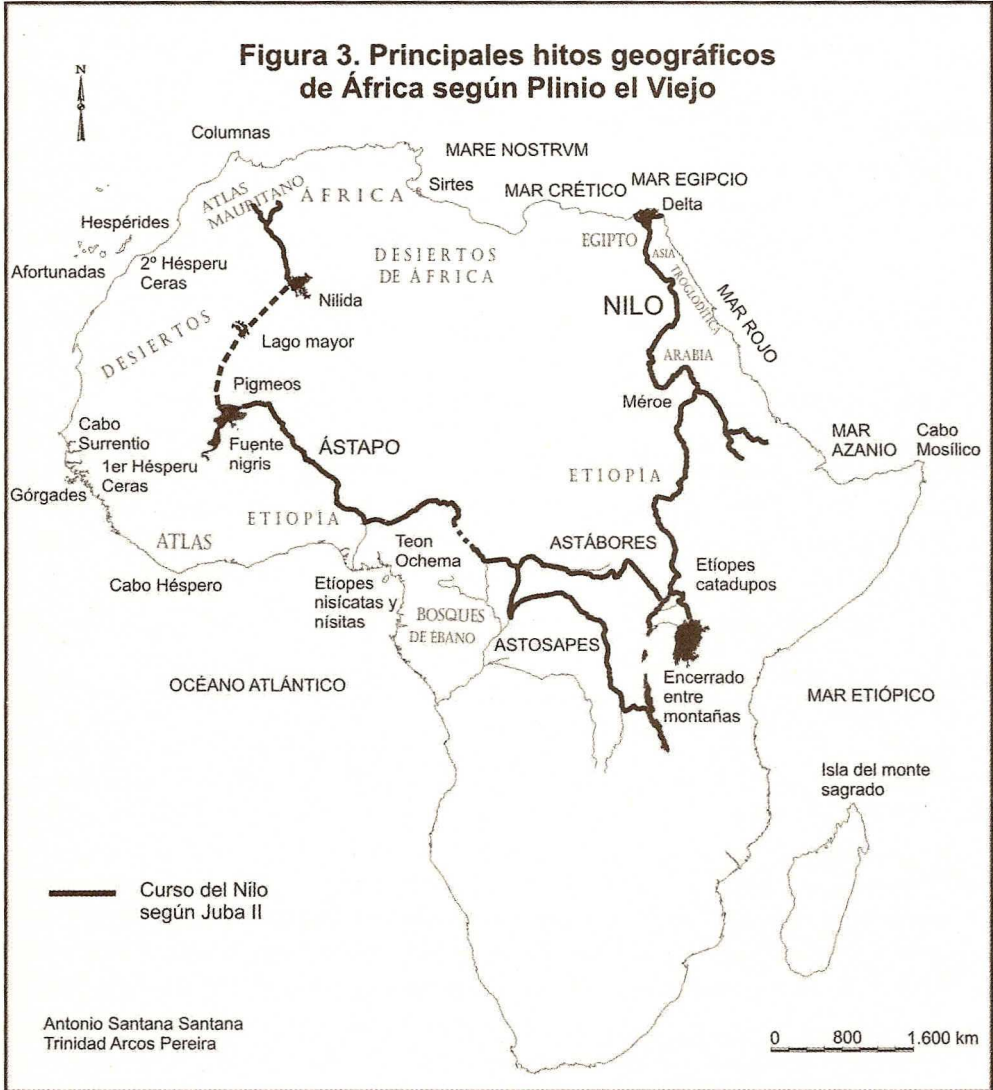 Figura 3. Principales hitos geográficos
de África según Plinio el Viejo
N
Columnas
MARE NOSTRVM
Sirtes
MAR CRÉTICO
MAR EGIPCIO
Delta
ATLAS
MAURITANO
ÁFRICA
Hespérides
Afortunadas
2º Hésperu
Ceras
DESIERTOS
DE ÁFRICA
EGIPTO
ASIA
TROGLODÍTICA
MAR ROJO
Nilida
NILO
DESIERTOS
Lago mayor
ARABIA
Pigmeos
Méroe
Cabo
Surrentio
1er Hésperu
Ceras
Górgades
Fuente
nigris
ÁSTAPO
MAR
AZANIO
Cabo
Mosílico
ETIOPÍA
ETIOPÍA
ATLAS
Cabo Héspero
Teon
Ochema
ASTÁBORES
Etíopes
catadupos
Etíopes
nisícatas y
nísitas
BOSQUES
DE ÉBANO
ASTOSAPES
OCÉANO ATLÁNTICO
Encerrado
entre
montañas
MAR ETIÓPICO
Isla del monte
sagrado
Curso del Nilo
según Juba II
Antonio Santana Santana
Trinidad Arcos Pereira
0 800 1.600 km